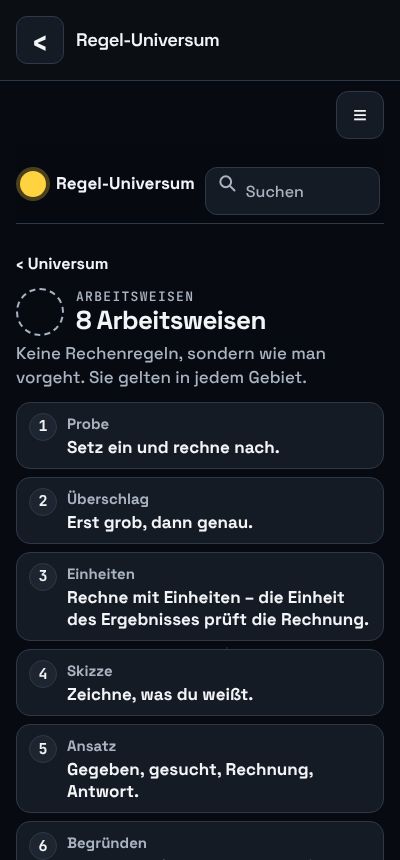 < Regel-Universum
≡
Regel-Universum Suchen
< Universum
ARBEITSWEISEN
8 Arbeitsweisen
Keine Rechenregeln, sondern wie man
vorgeht. Sie gelten in jedem Gebiet.
1 Probe
Setz ein und rechne nach.
2 Überschlag
Erst grob, dann genau.
3 Einheiten
Rechne mit Einheiten – die Einheit
des Ergebnisses prüft die Rechnung.
4 Skizze
Zeichne, was du weißt.
5 Ansatz
Gegeben, gesucht, Rechnung,
Antwort.
6 Begründen